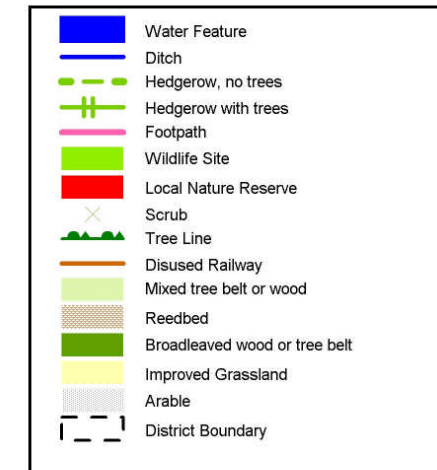 Water Feature
Ditch
Hedgerow, no trees
Hedgerow with trees
Footpath
Wildlife Site
Local Nature Reserve
Scrub
Tree Line
Disused Railway
Mixed tree belt or wood
Reedbed
Broadleaved wood or tree belt
Improved Grassland
Arable
District Boundary